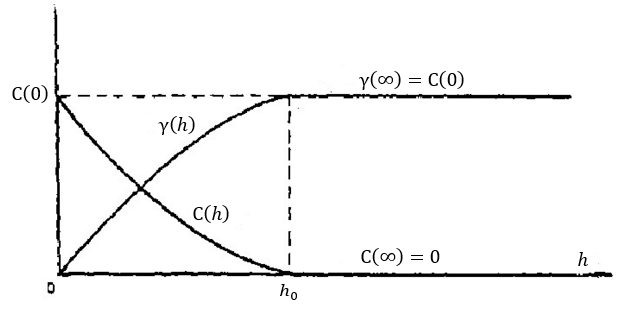 γ(∞) = C(0)
C(0)
γ(h)
C(h)
C(∞) = 0
h
0
h₀